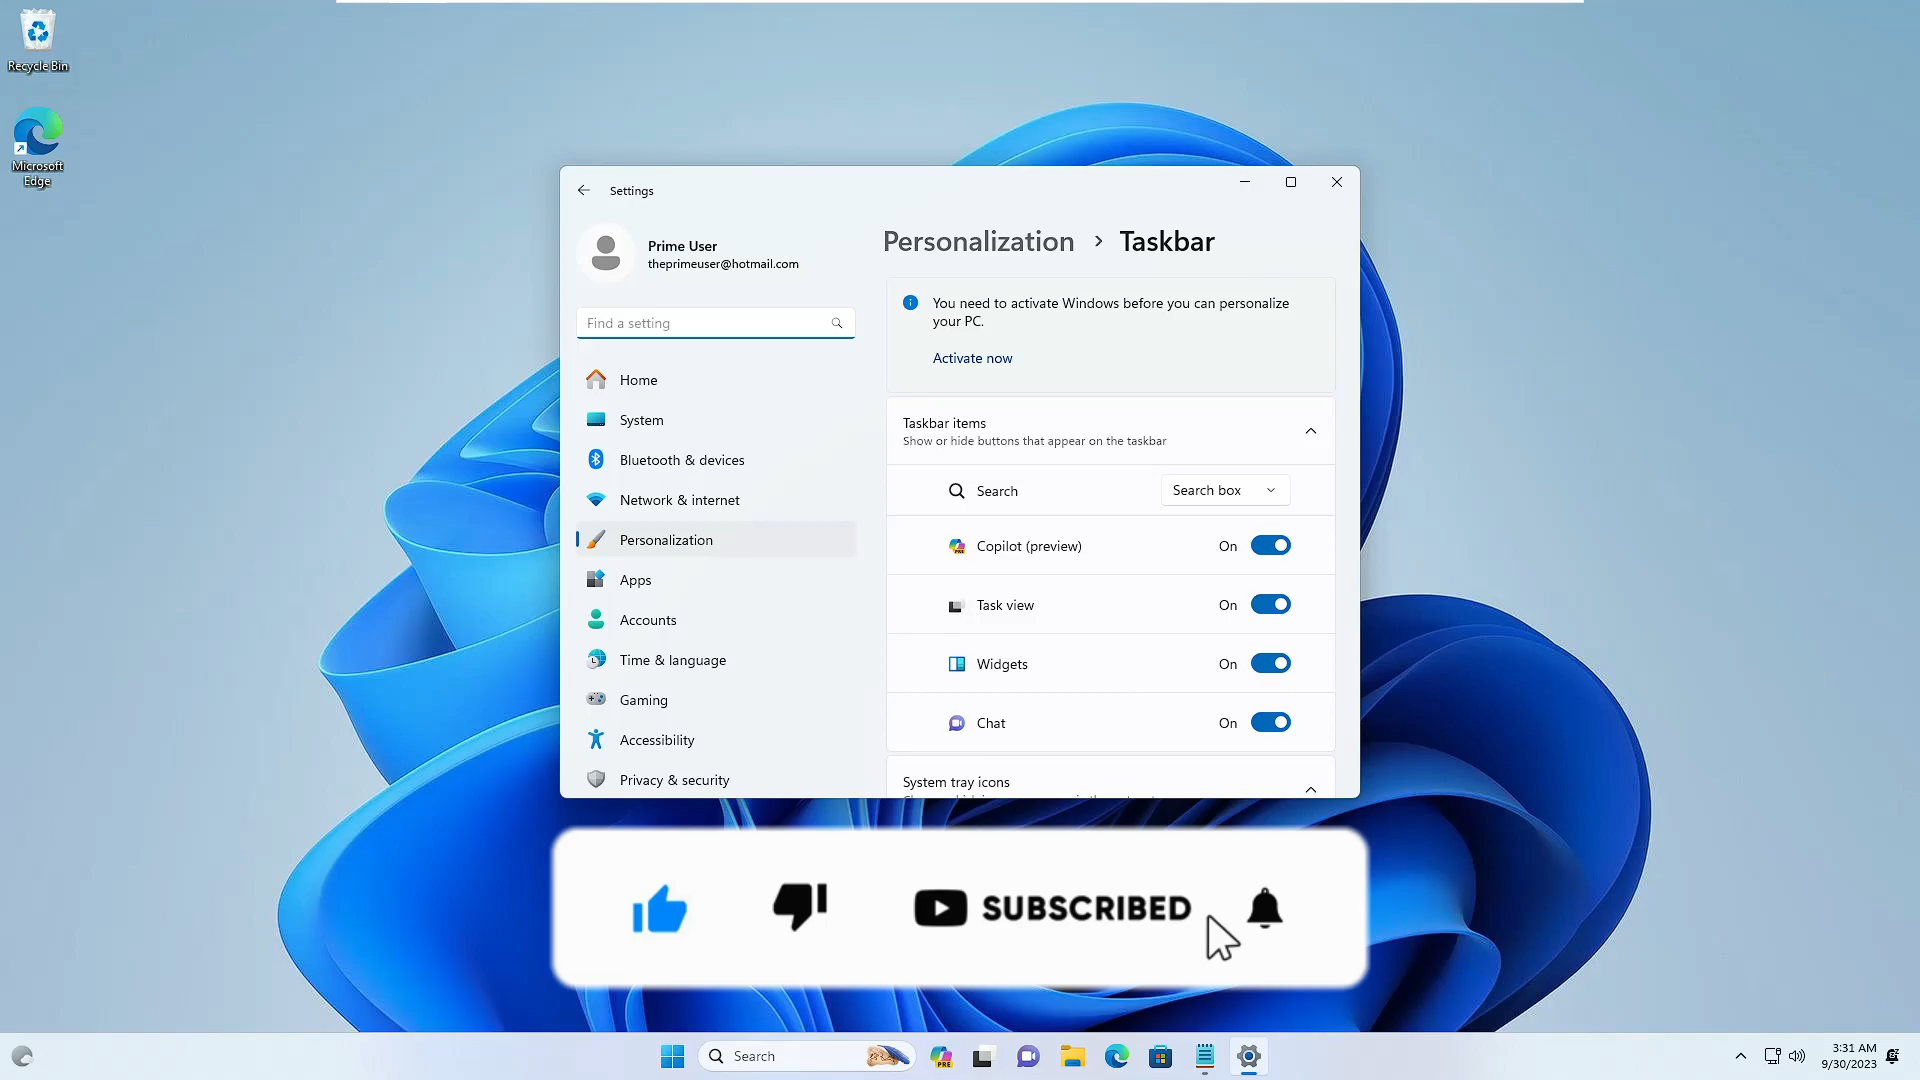 Recycle Bin
Microsoft
Edge
Settings
Prime User
theprimeuser@hotmail.com
Find a setting
Home
System
Bluetooth & devices
Network & internet
Personalization
Apps
Accounts
Time & language
Gaming
Accessibility
Privacy & security
Personalization > Taskbar
You need to activate Windows before you can personalize
your PC.
Activate now
Taskbar items
Show or hide buttons that appear on the taskbar
Search
Search box
Copilot (preview)
On
Task view
On
Widgets
On
Chat
On
System tray icons
SUBSCRIBED
Search
PRE
3:31 AM
9/30/2023